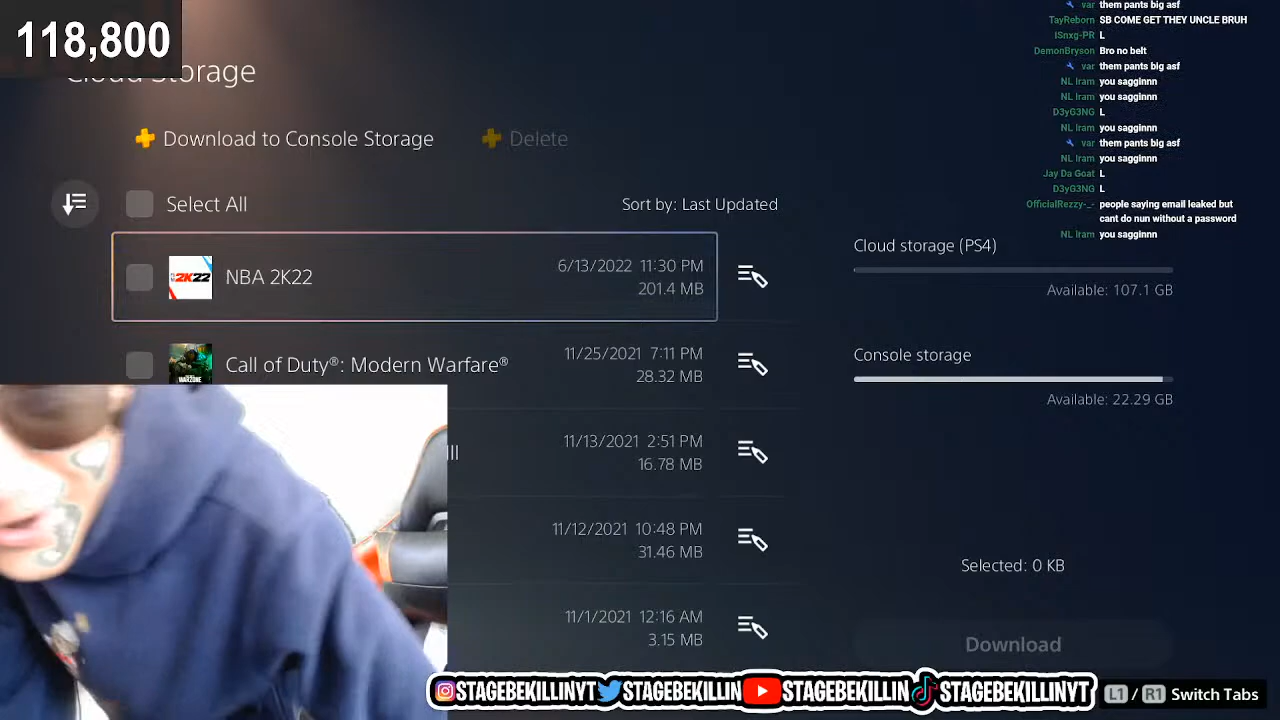 118,800
Cloud Storage
Download to Console Storage
Delete
Select All
Sort by: Last Updated
2K22
NBA 2K22
6/13/2022 11:30 PM
201.4 MB
Call of Duty®: Modern Warfare®
11/25/2021 7:11 PM
28.32 MB
III
11/13/2021 2:51 PM
16.78 MB
11/12/2021 10:48 PM
31.46 MB
11/1/2021 12:16 AM
3.15 MB
Cloud storage (PS4)
Available: 107.1 GB
Console storage
Available: 22.29 GB
Selected: 0 KB
Download
var them pants big asf
TayReborn SB COME GET THEY UNCLE BRUH
ISnxg-PR L
DemonBryson Bro no belt
var them pants big asf
NL Iram you sagginnn
NL Iram you sagginnn
D3yG3NG L
NL Iram you sagginnn
var them pants big asf
NL Iram you sagginnn
Jay Da Goat L
D3yG3NG L
OfficialRezzy-_- people saying email leaked but
cant do nun without a password
NL Iram you sagginnn
STAGEBEKILLINYT STAGEBEKILLIN STAGEBEKILLIN STAGEBEKILLINYT
L1 / R1 Switch Tabs